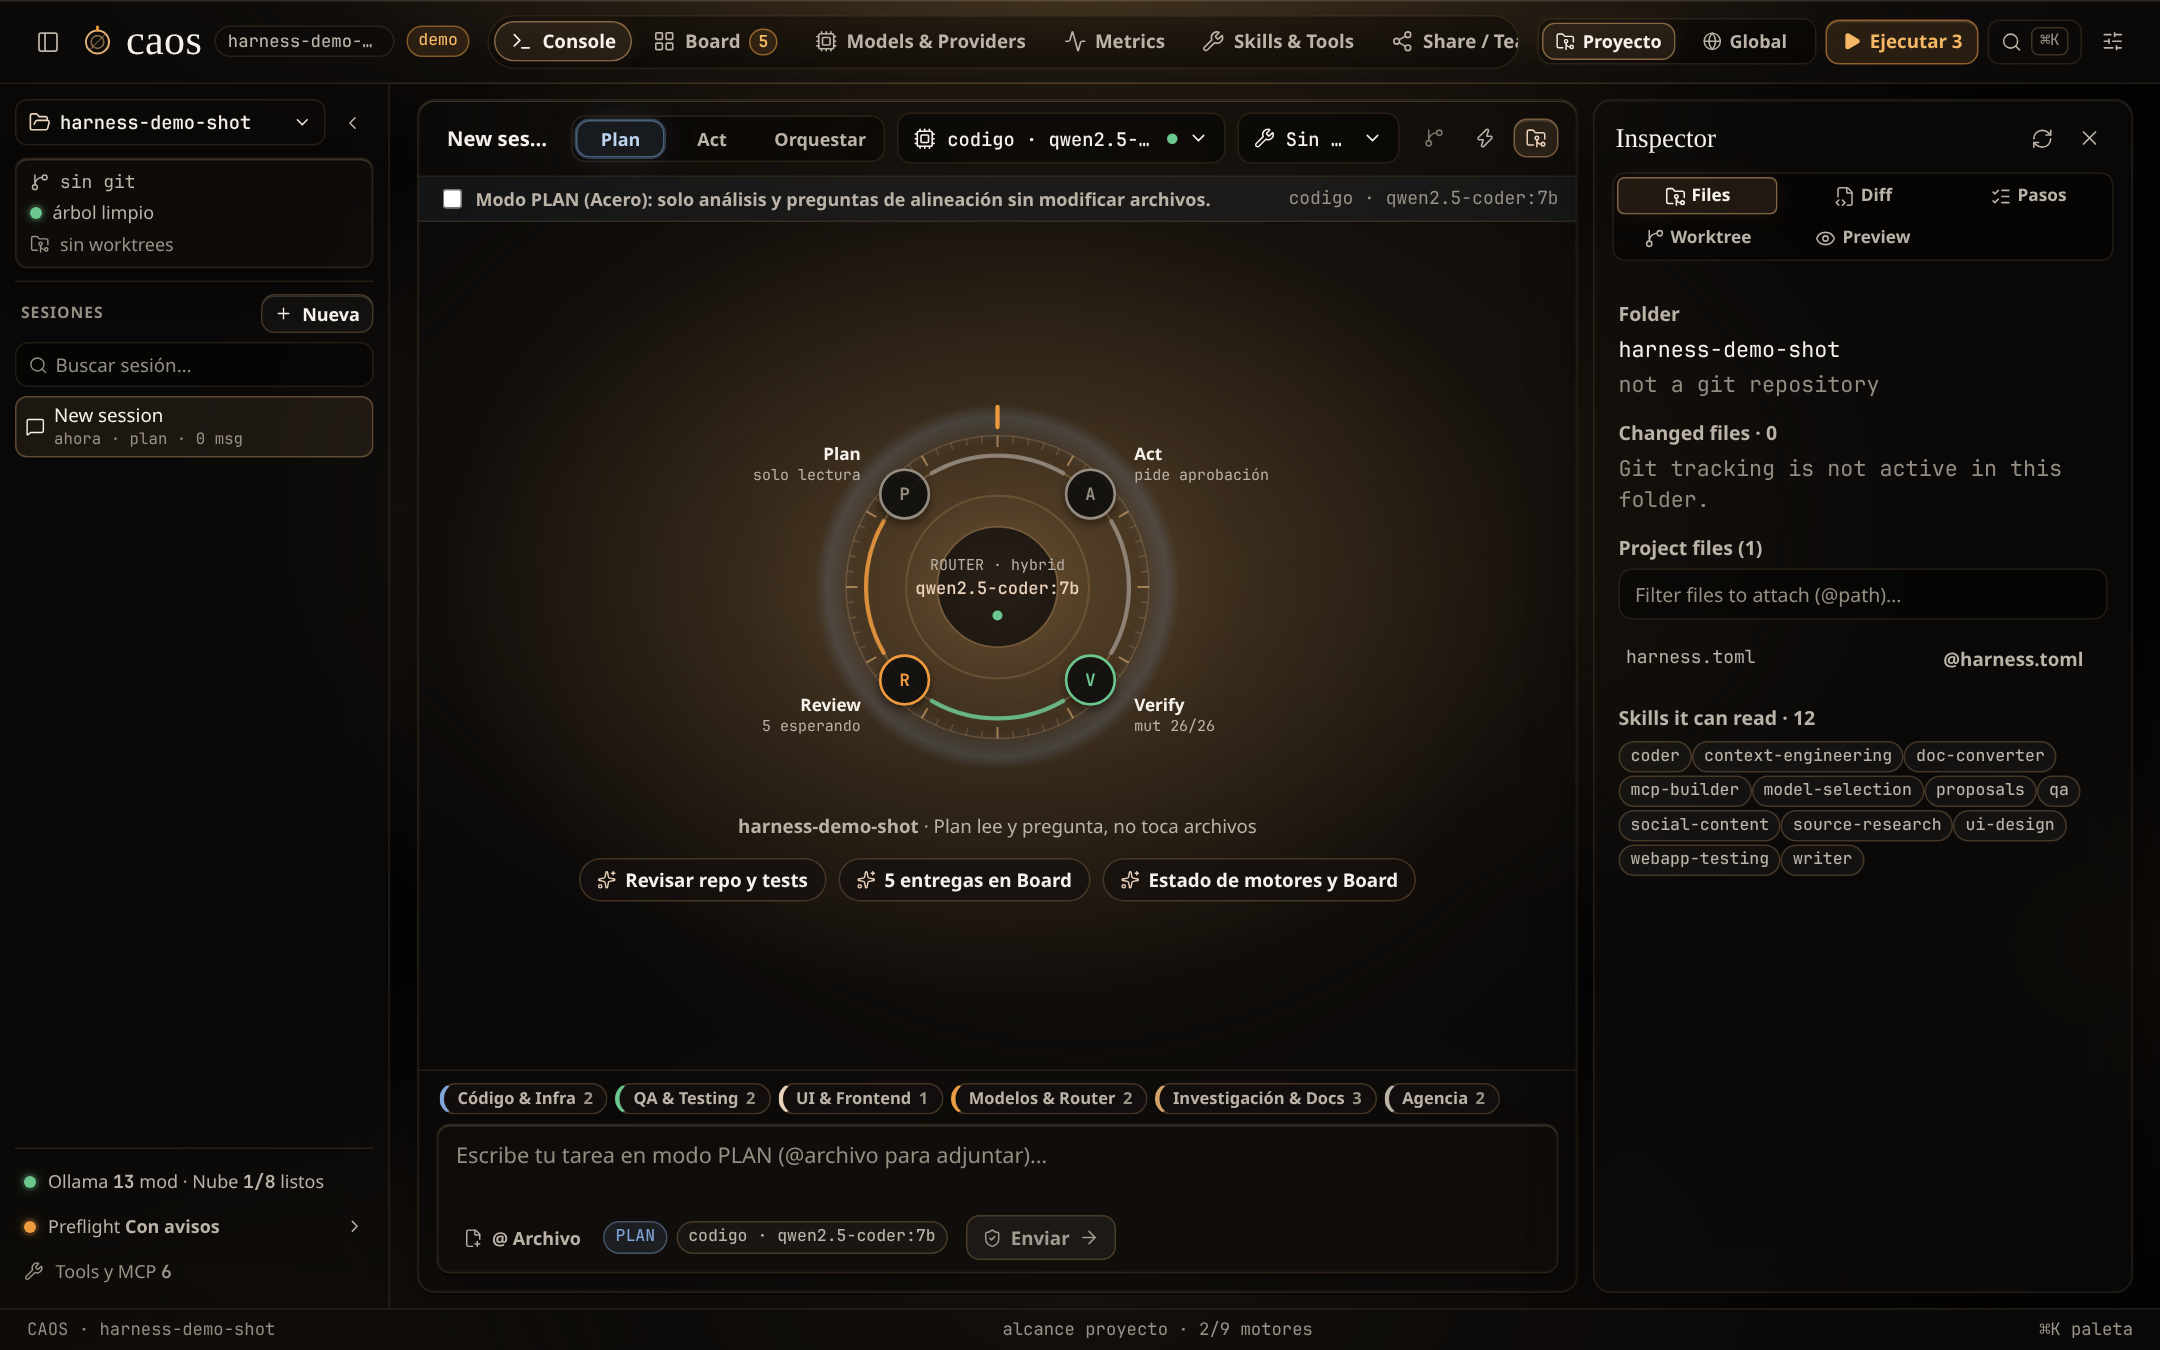 caos
harness-demo-…
demo
Console
Board 5
Models & Providers
Metrics
Skills & Tools
Share / Tea
Proyecto
Global
Ejecutar 3
⌘K
harness-demo-shot
sin git
árbol limpio
sin worktrees
SESIONES
+ Nueva
Buscar sesión...
New session
ahora · plan · 0 msg
Ollama 13 mod · Nube 1/8 listos
Preflight Con avisos
Tools y MCP 6
New ses...
Plan
Act
Orquestar
codigo · qwen2.5-…
Sin …
Modo PLAN (Acero): solo análisis y preguntas de alineación sin modificar archivos.
codigo · qwen2.5-coder:7b
Plan
solo lectura
P
Act
pide aprobación
A
ROUTER · hybrid
qwen2.5-coder:7b
Review
5 esperando
R
Verify
mut 26/26
V
harness-demo-shot · Plan lee y pregunta, no toca archivos
Revisar repo y tests
5 entregas en Board
Estado de motores y Board
Código & Infra 2
QA & Testing 2
UI & Frontend 1
Modelos & Router 2
Investigación & Docs 3
Agencia 2
Escribe tu tarea en modo PLAN (@archivo para adjuntar)...
@ Archivo
PLAN
codigo · qwen2.5-coder:7b
Enviar →
Inspector
Files
Diff
Pasos
Worktree
Preview
Folder
harness-demo-shot
not a git repository
Changed files · 0
Git tracking is not active in this
folder.
Project files (1)
Filter files to attach (@path)...
harness.toml
@harness.toml
Skills it can read · 12
coder
context-engineering
doc-converter
mcp-builder
model-selection
proposals
qa
social-content
source-research
ui-design
webapp-testing
writer
CAOS · harness-demo-shot
alcance proyecto · 2/9 motores
⌘K paleta